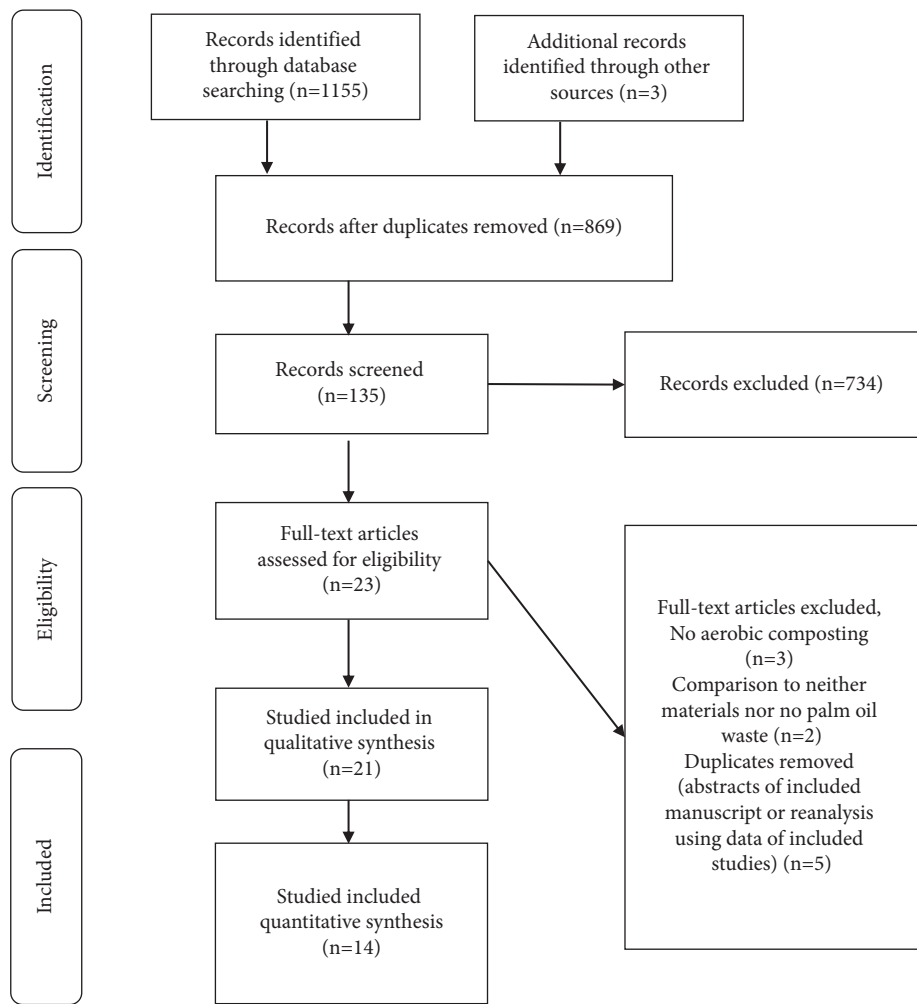 Identification
Records identified
through database
searching (n=1155)
Additional records
identified through other
sources (n=3)
Records after duplicates removed (n=869)
Screening
Records screened
(n=135)
Records excluded (n=734)
Eligibility
Full-text articles
assessed for eligibility
(n=23)
Full-text articles excluded,
No aerobic composting
(n=3)
Comparison to neither
materials nor no palm oil
waste (n=2)
Duplicates removed
(abstracts of included
manuscript or reanalysis
using data of included
studies) (n=5)
Studied included in
qualitative synthesis
(n=21)
Included
Studied included
quantitative synthesis
(n=14)